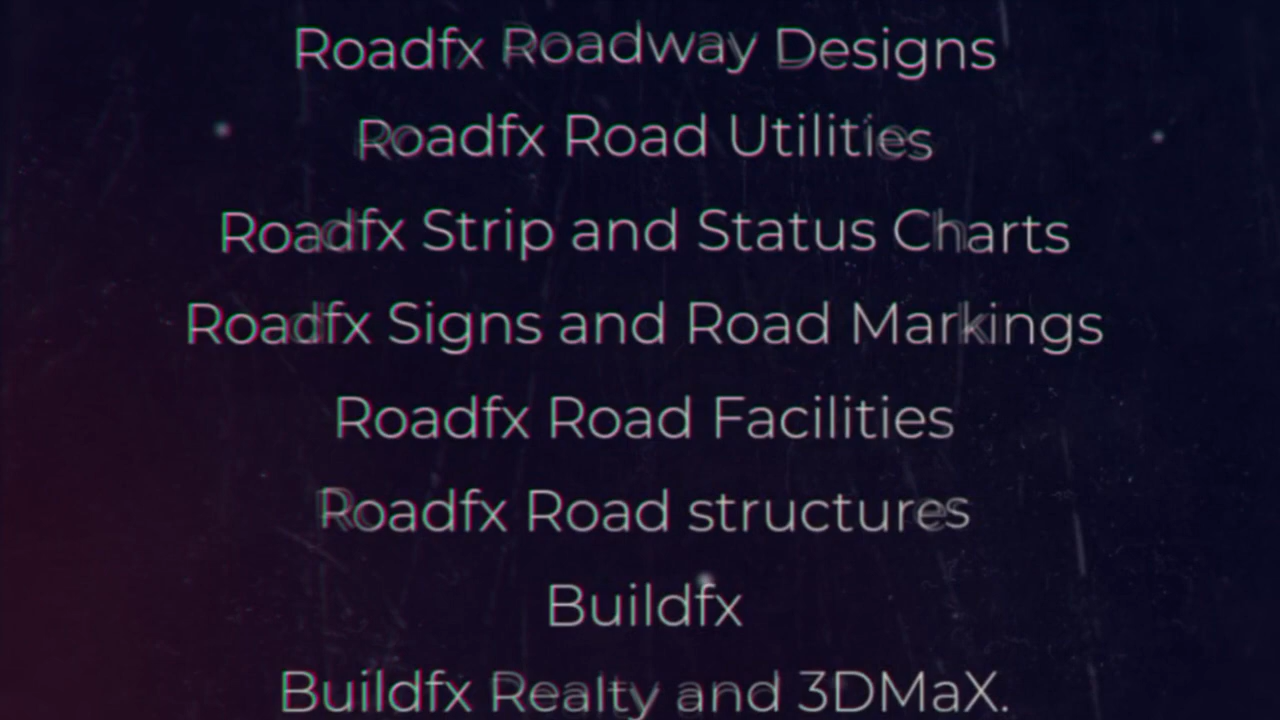 Roadfx Roadway Designs
Roadfx Road Utilities
Roadfx Strip and Status Charts
Roadfx Signs and Road Markings
Roadfx Road Facilities
Roadfx Road structures
Buildfx
Buildfx Realty and 3DMaX.